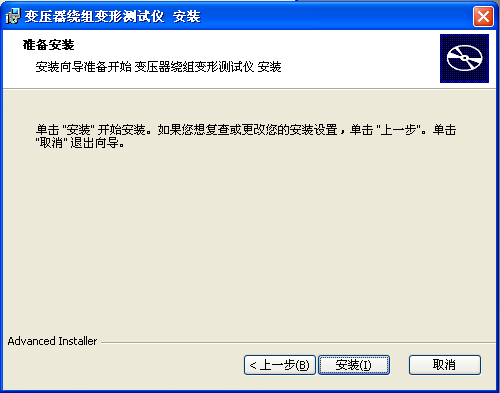 变压器绕组变形测试仪 安装
准备安装
安装向导准备开始 变压器绕组变形测试仪 安装
单击 "安装" 开始安装。如果您想复查或更改您的安装设置，单击 "上一步"。单击
"取消" 退出向导。
Advanced Installer
< 上一步(B)
安装(I)
取消